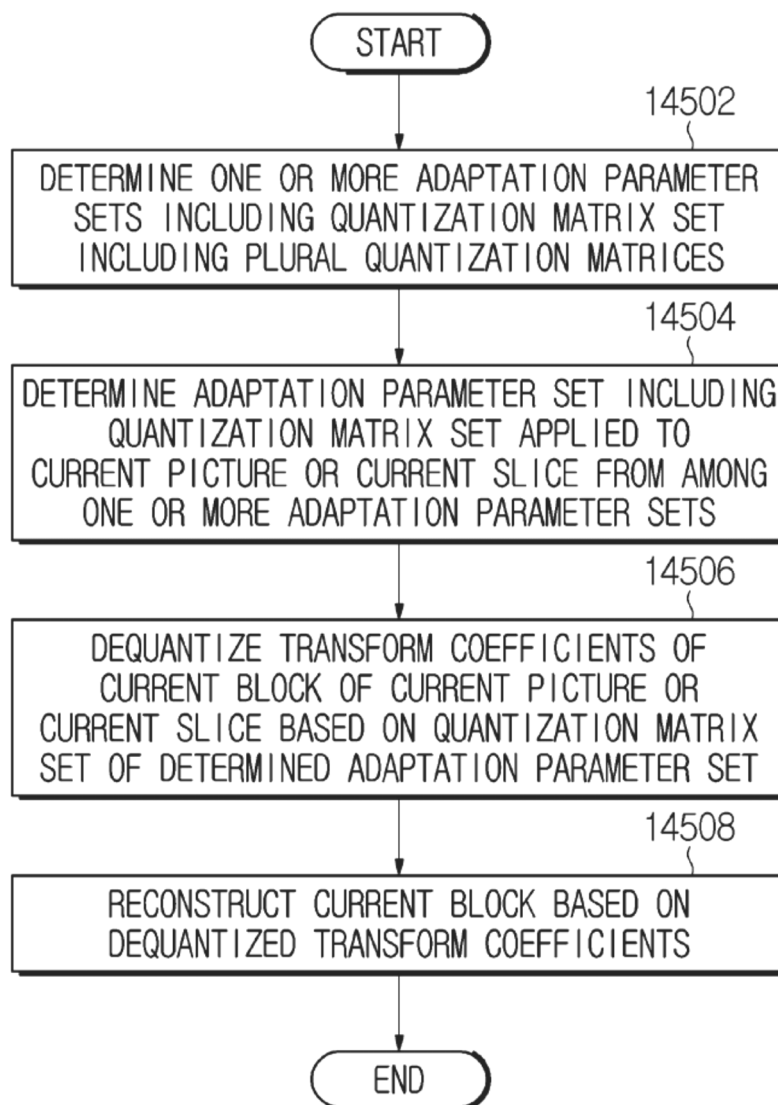 START
14502
DETERMINE ONE OR MORE ADAPTATION PARAMETER
SETS INCLUDING QUANTIZATION MATRIX SET
INCLUDING PLURAL QUANTIZATION MATRICES
14504
DETERMINE ADAPTATION PARAMETER SET INCLUDING
QUANTIZATION MATRIX SET APPLIED TO
CURRENT PICTURE OR CURRENT SLICE FROM AMONG
ONE OR MORE ADAPTATION PARAMETER SETS
14506
DEQUANTIZE TRANSFORM COEFFICIENTS OF
CURRENT BLOCK OF CURRENT PICTURE OR
CURRENT SLICE BASED ON QUANTIZATION MATRIX
SET OF DETERMINED ADAPTATION PARAMETER SET
14508
RECONSTRUCT CURRENT BLOCK BASED ON
DEQUANTIZED TRANSFORM COEFFICIENTS
END